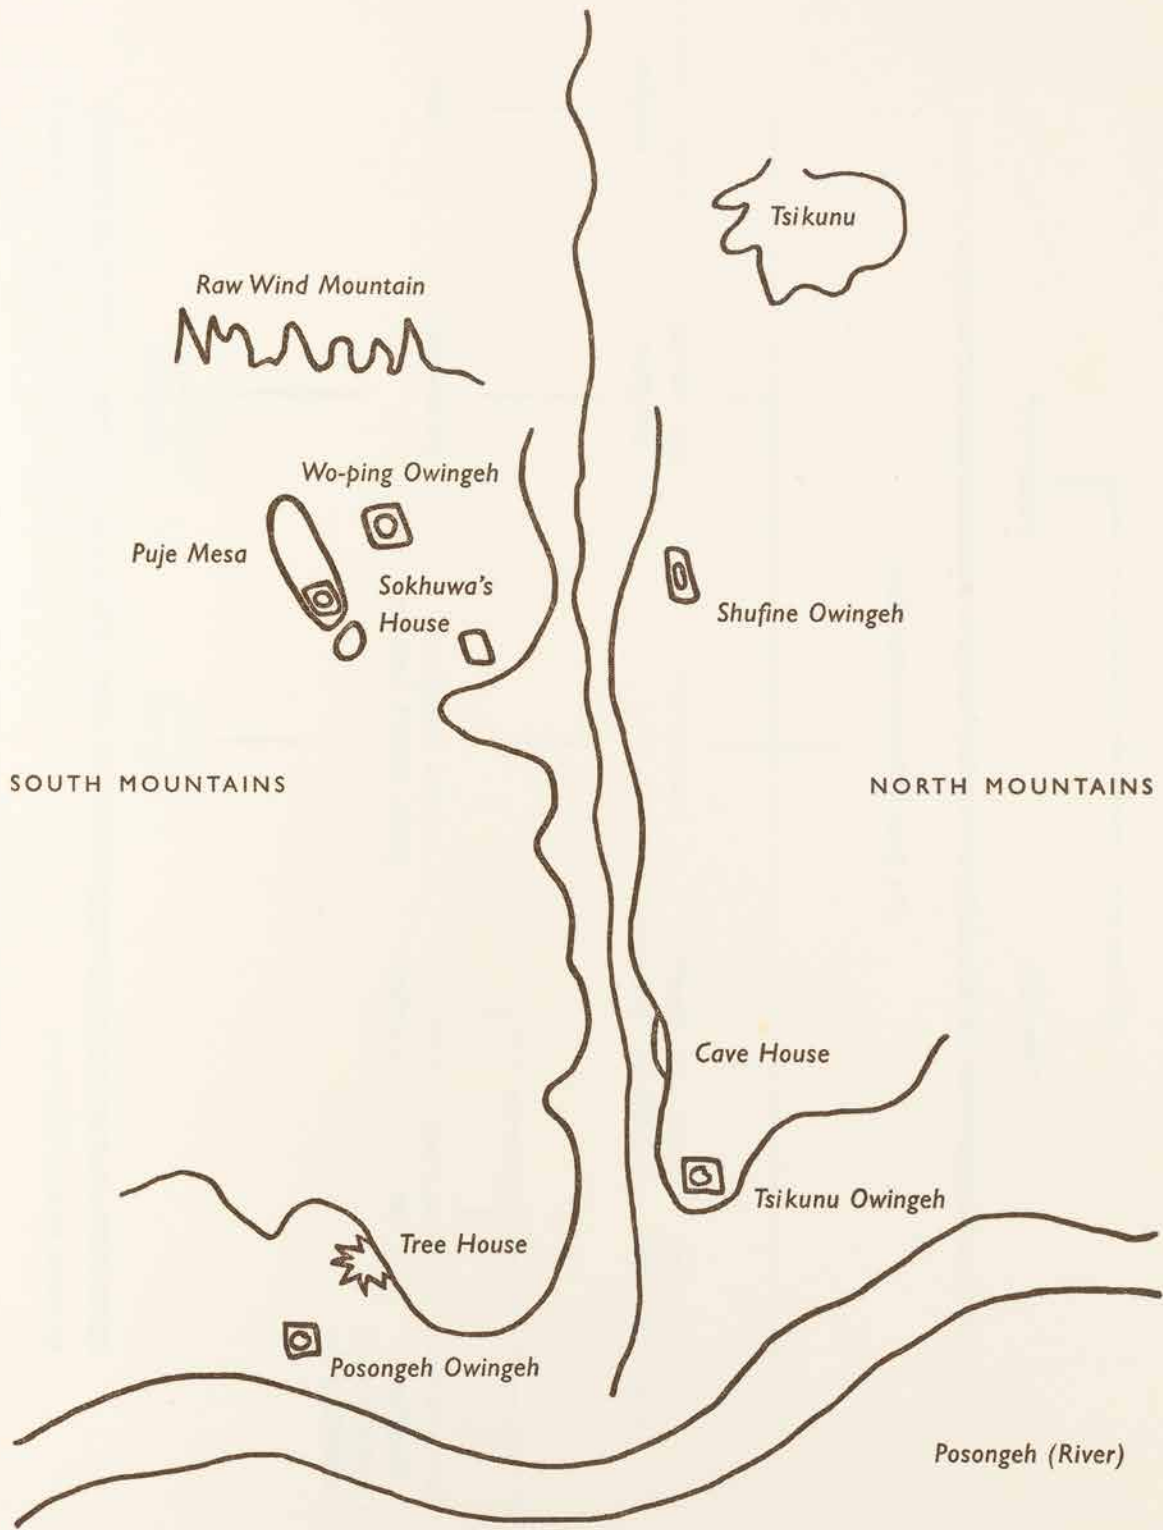 Tsikunu
Raw Wind Mountain
Wo-ping Owingeh
Puje Mesa
Sokhuwa's
House
Shufine Owingeh
SOUTH MOUNTAINS
NORTH MOUNTAINS
Cave House
Tsikunu Owingeh
Tree House
Posongeh Owingeh
Posongeh (River)